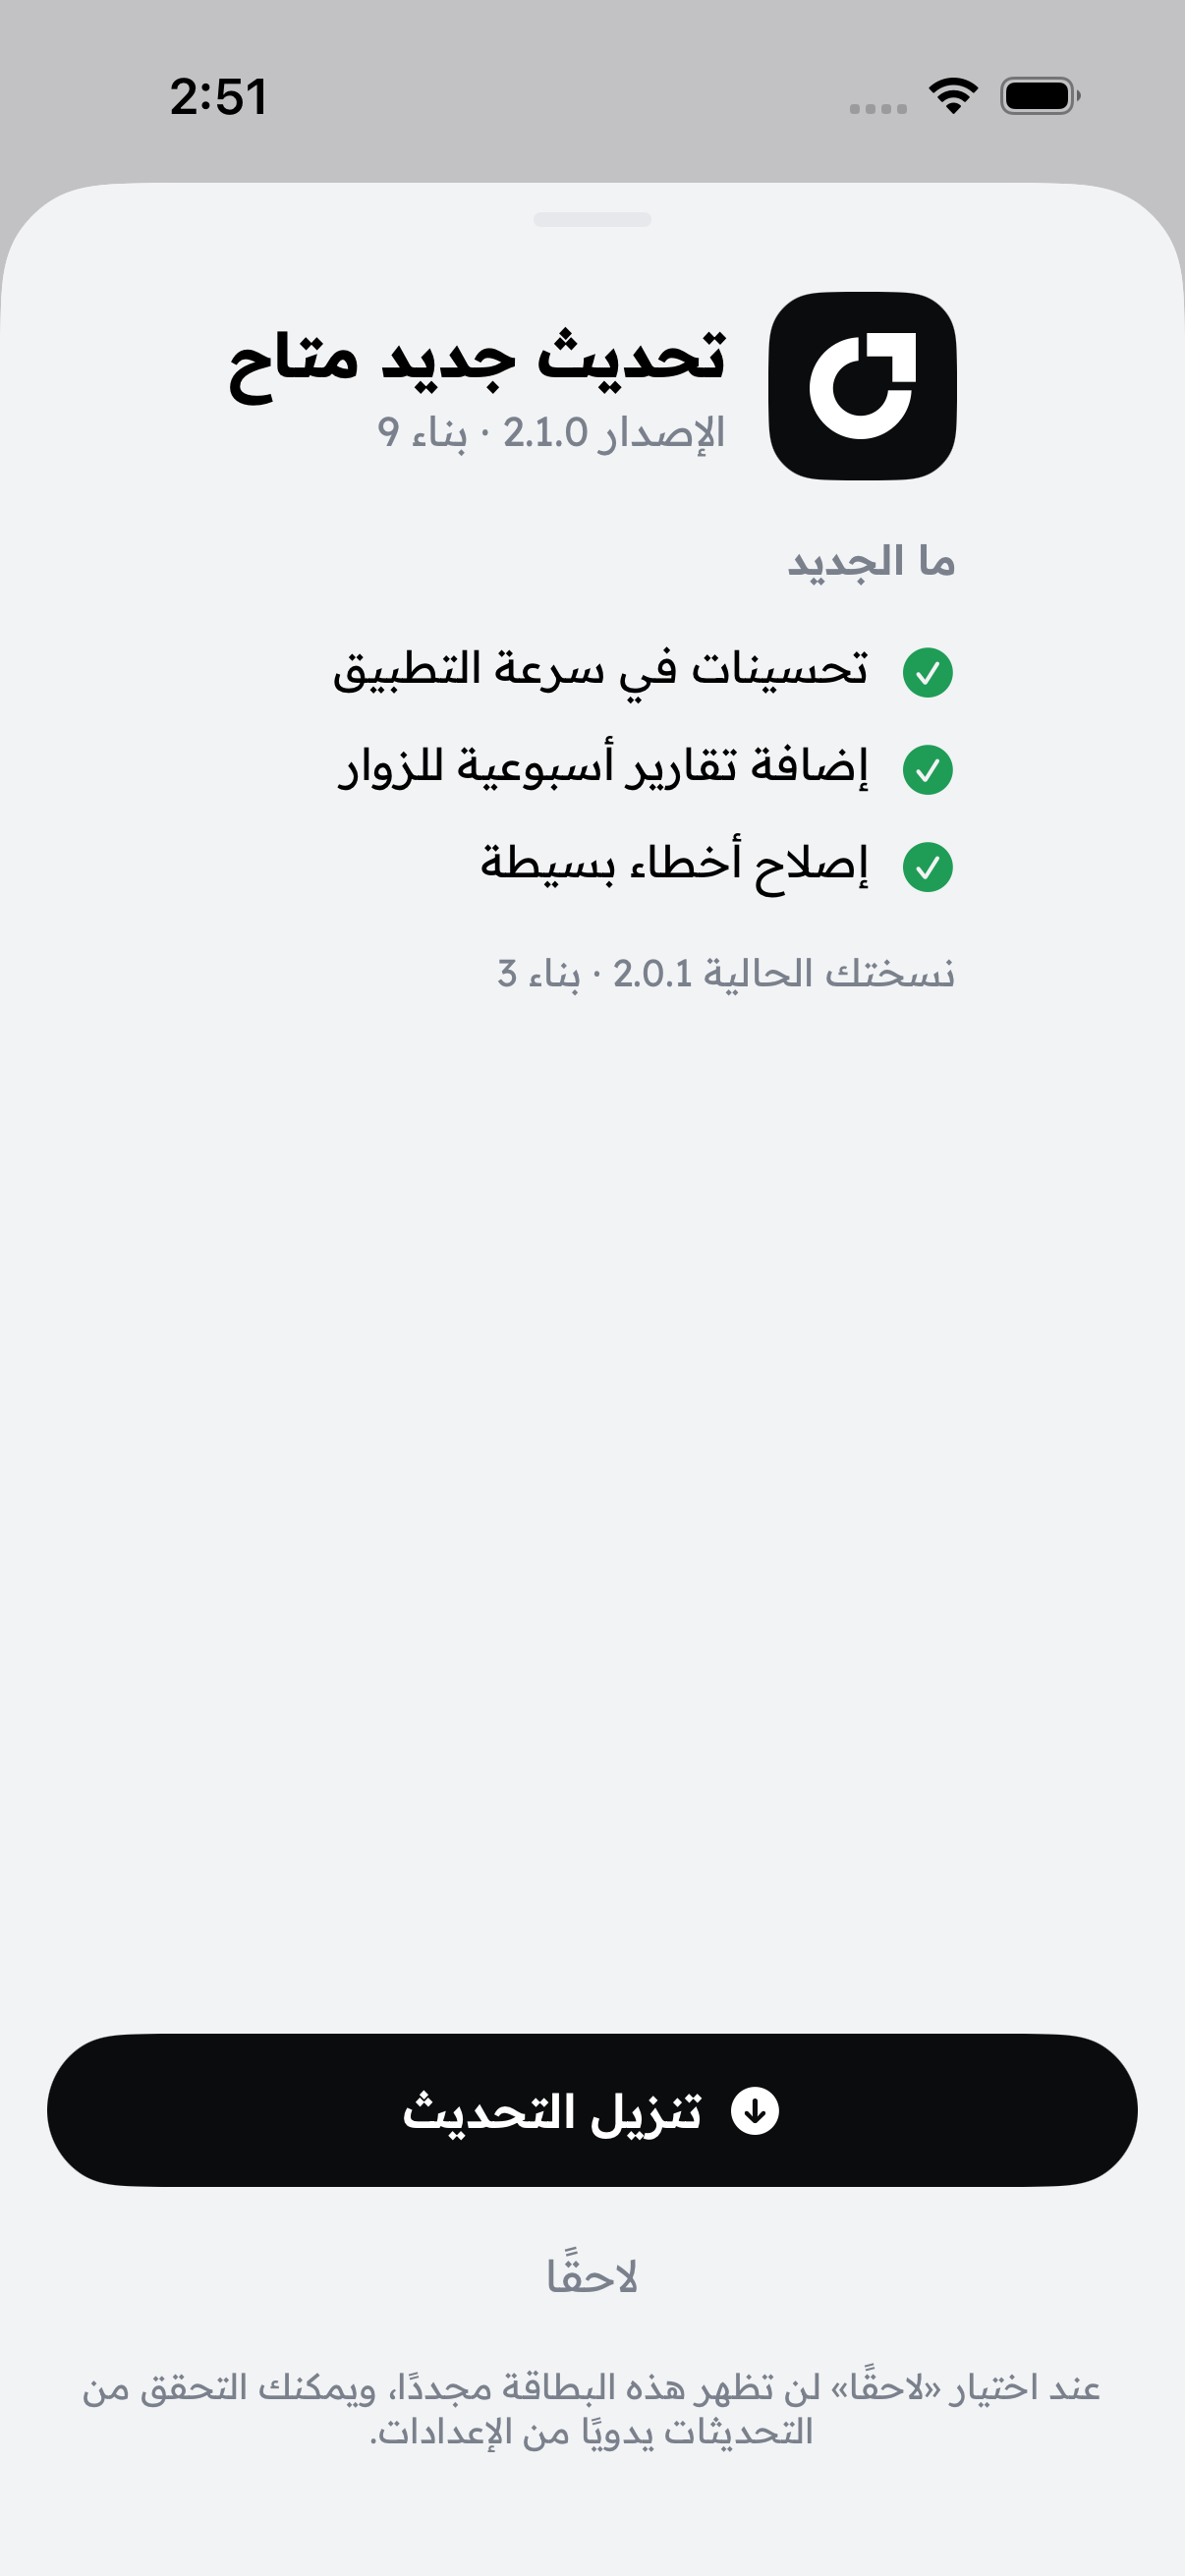 2:51
تحديث جديد متاح
الإصدار 2.1.0 · بناء 9
ما الجديد
تحسينات في سرعة التطبيق
إضافة تقارير أسبوعية للزوار
إصلاح أخطاء بسيطة
نسختك الحالية 2.0.1 · بناء 3
تنزيل التحديث
لاحقًا
عند اختيار «لاحقًا» لن تظهر هذه البطاقة مجددًا، ويمكنك التحقق من
التحديثات يدويًا من الإعدادات.